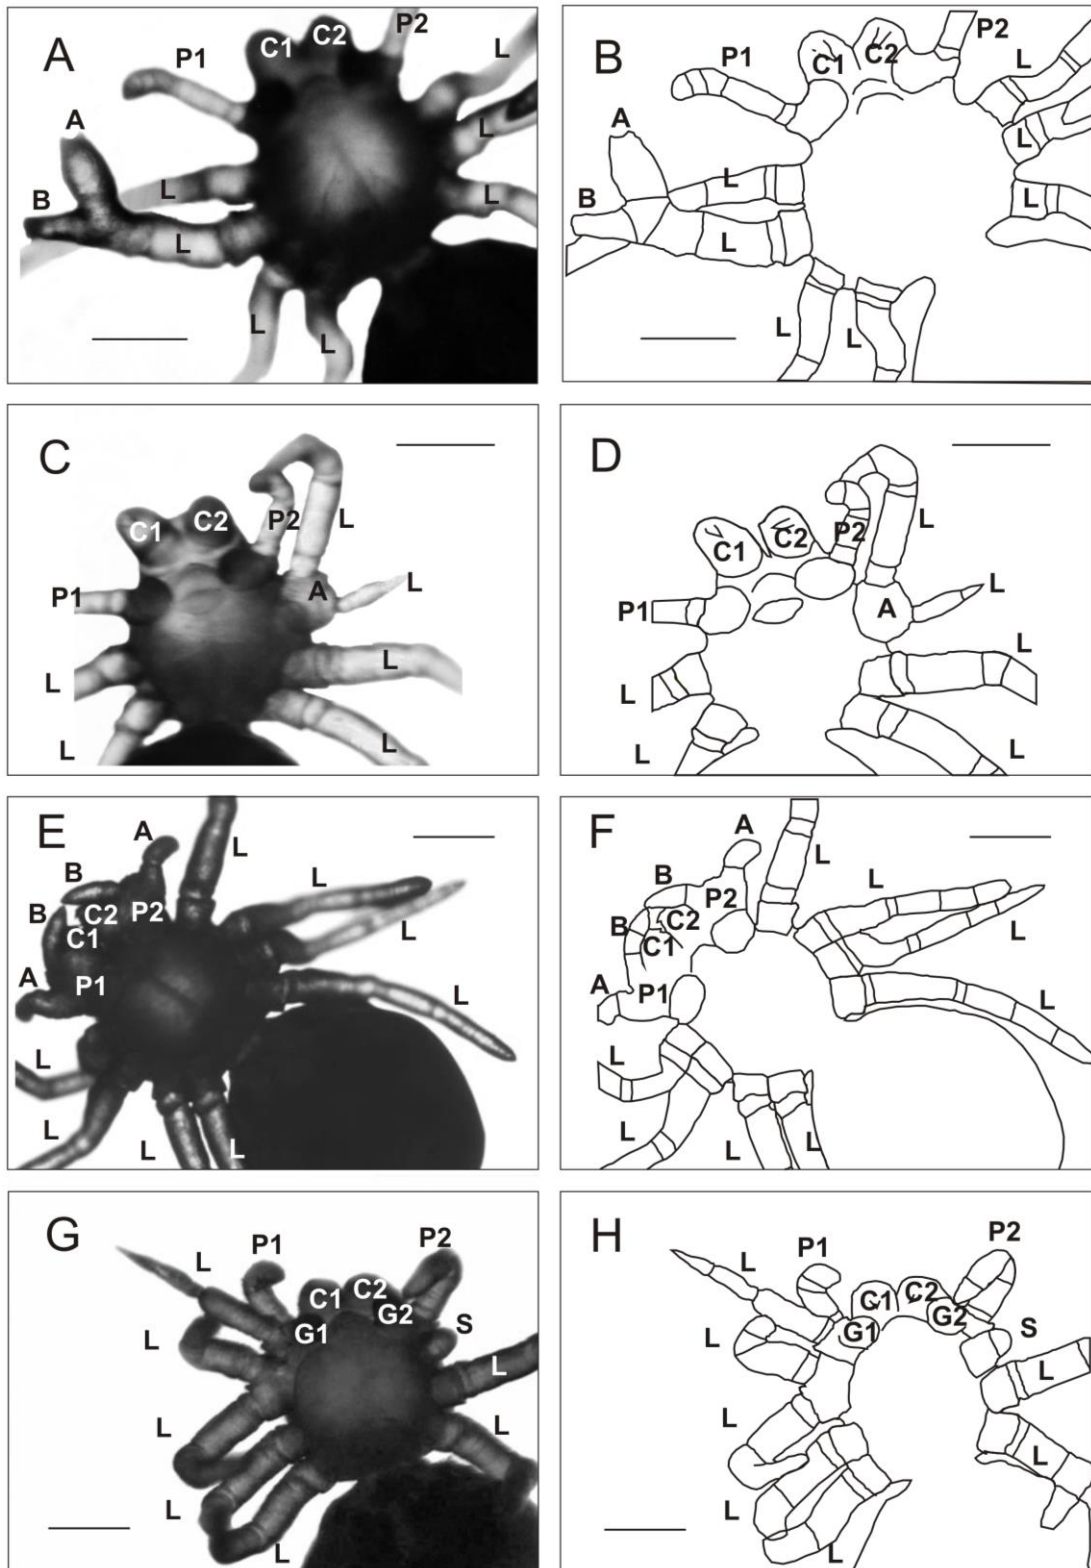 A C1 C2 P2 L
P1
A
L
B L L
L
L L
B C1 C2 P2
P1 L
A
L
B L L
L
L L
C
C1 C2 P2 L
P1 A L
L
L
L L
D
C1 C2 P2 L
P1 A L
L
L
L L
E A L
B L
B C2 P2
C1 L
A P1
L
L
L L L
F A L
B L
B C2 P2
C1 L
A P1
L
L
L L L
G L P1 P2
C1 C2
G1 G2 S
L L
L L
L
L
H L P1 P2
C1 C2
G1 G2 S
L L
L L
L
L